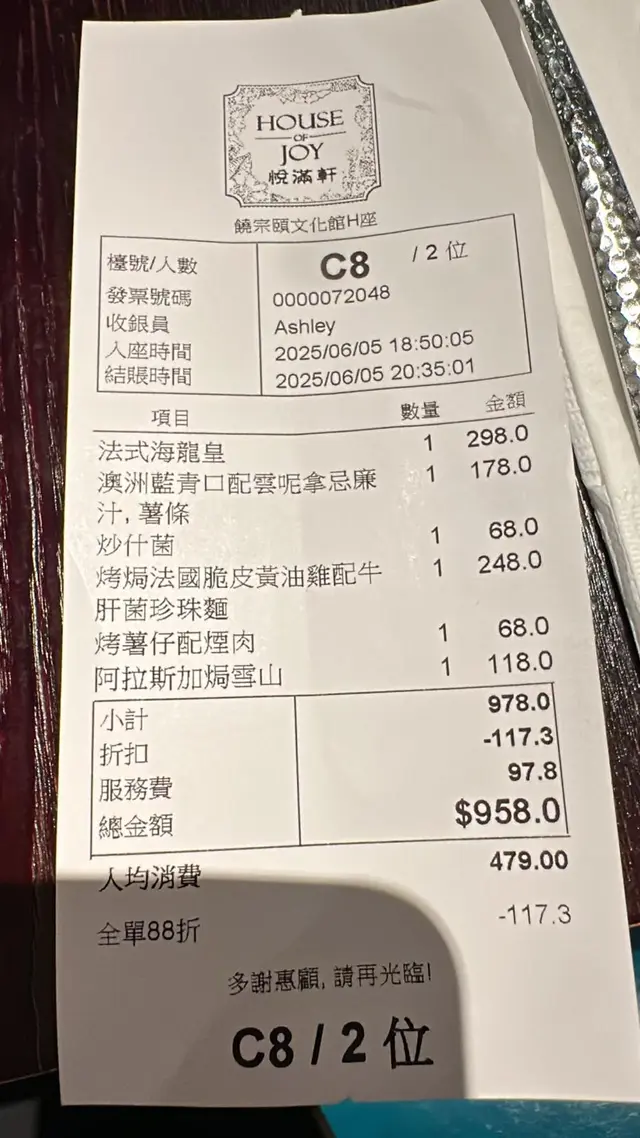 HOUSE
OF
JOY
悅滿軒
饒宗頤文化館H座
檯號/人數 C8 / 2 位
發票號碼 0000072048
收銀員 Ashley
入座時間 2025/06/05 18:50:05
結賬時間 2025/06/05 20:35:01
項目 數量 金額
法式海龍皇 1 298.0
澳洲藍青口配雲呢拿忌廉 1 178.0
汁, 薯條
炒什菌 1 68.0
烤焗法國脆皮黃油雞配牛 1 248.0
肝菌珍珠麵
烤薯仔配煙肉 1 68.0
阿拉斯加焗雪山 1 118.0
小計 978.0
折扣 -117.3
服務費 97.8
總金額 $958.0
人均消費 479.00
全單88折 -117.3
多謝惠顧, 請再光臨!
C8 / 2 位